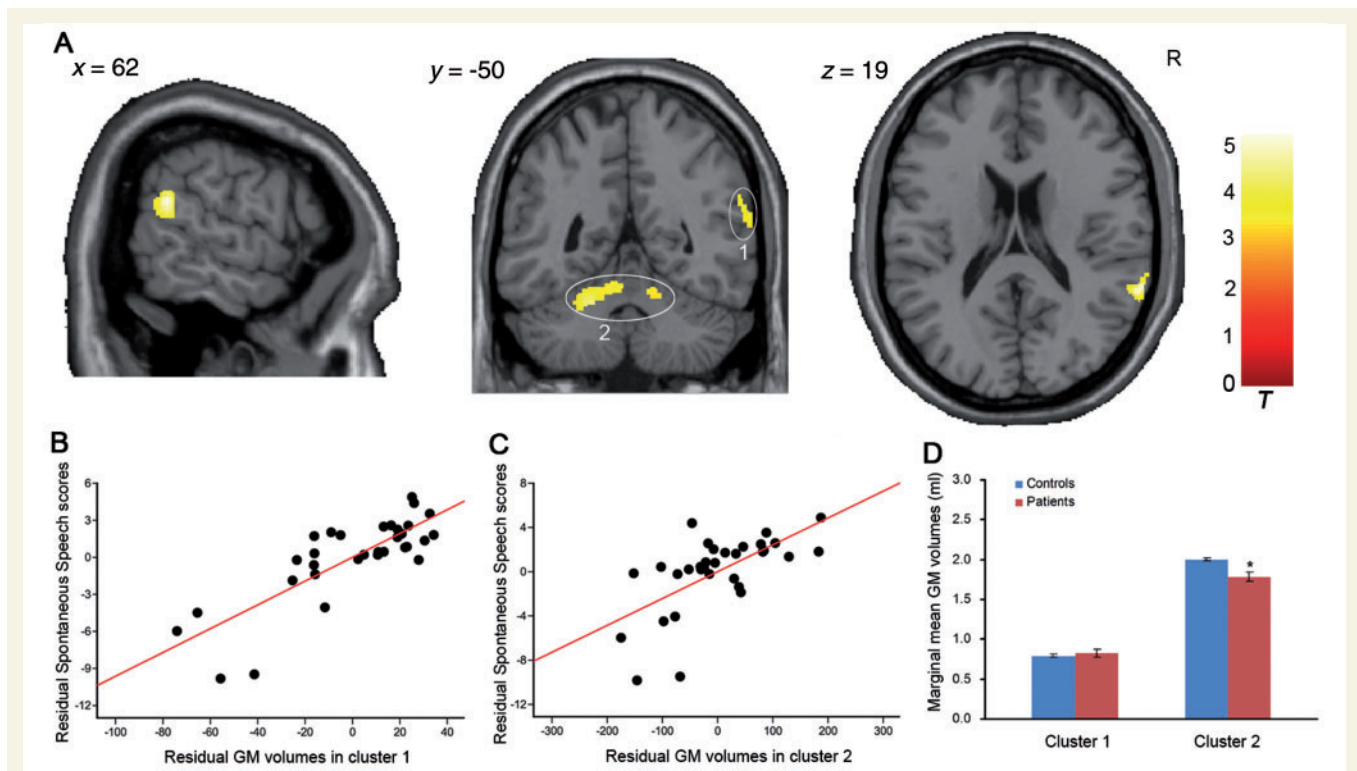 A
x = 62
y = -50
z = 19
R
1
2
5
4
3
2
1
0
T
B
Residual Spontaneous Speech scores
6
3
0
-3
-6
-9
-12
-100 -80 -60 -40 -20 0 20 40
Residual GM volumes in cluster 1
C
Residual Spontaneous Speech scores
8
4
0
-4
-8
-12
-300 -200 -100 0 100 200 300
Residual GM volumes in cluster 2
D
Marginal mean GM volumes (ml)
3.0
2.5
2.0
1.5
1.0
0.5
0.0
Controls
Patients
*
Cluster 1 Cluster 2